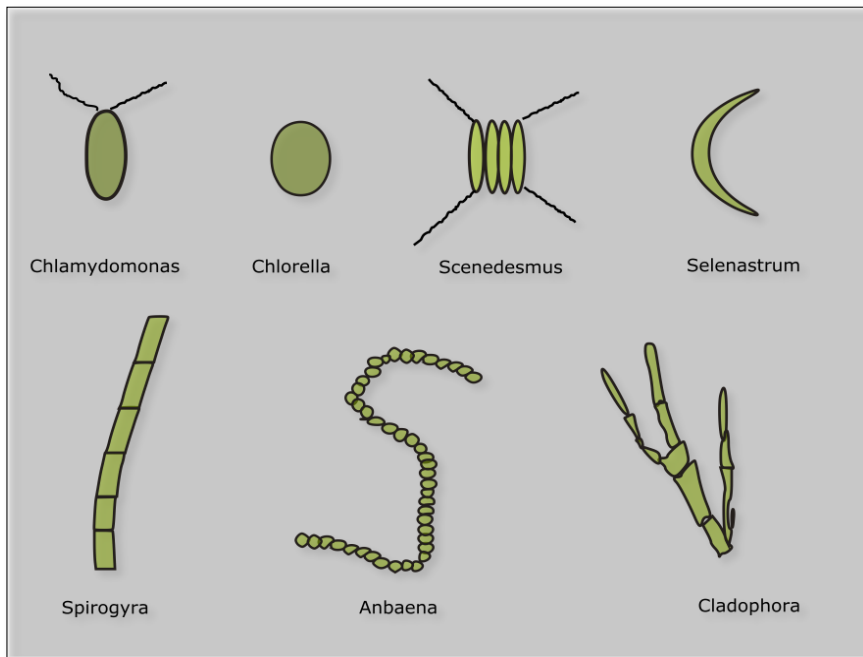 Chlamydomonas
Chlorella
Scenedesmus
Selenastrum
Spirogyra
Anbaena
Cladophora